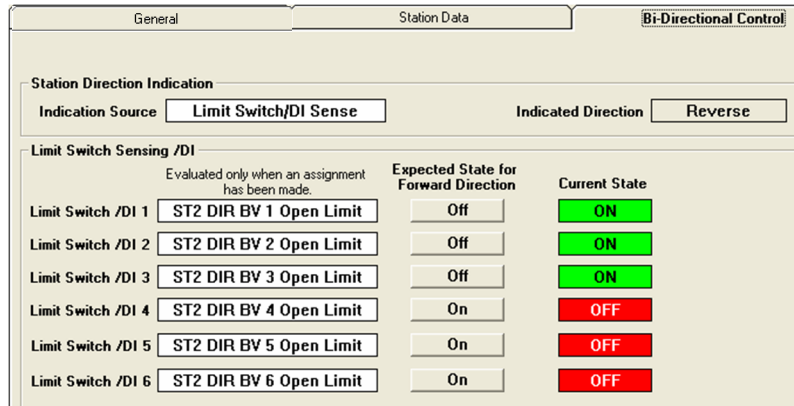 General Station Data Bi-Directional Control
Station Direction Indication
Indication Source Limit Switch/DI Sense Indicated Direction Reverse
Limit Switch Sensing /DI
Evaluated only when an assignment
has been made.
Expected State for
Forward Direction
Current State
Limit Switch /DI 1 ST2 DIR BV 1 Open Limit Off ON
Limit Switch /DI 2 ST2 DIR BV 2 Open Limit Off ON
Limit Switch /DI 3 ST2 DIR BV 3 Open Limit Off ON
Limit Switch /DI 4 ST2 DIR BV 4 Open Limit On OFF
Limit Switch /DI 5 ST2 DIR BV 5 Open Limit On OFF
Limit Switch /DI 6 ST2 DIR BV 6 Open Limit On OFF